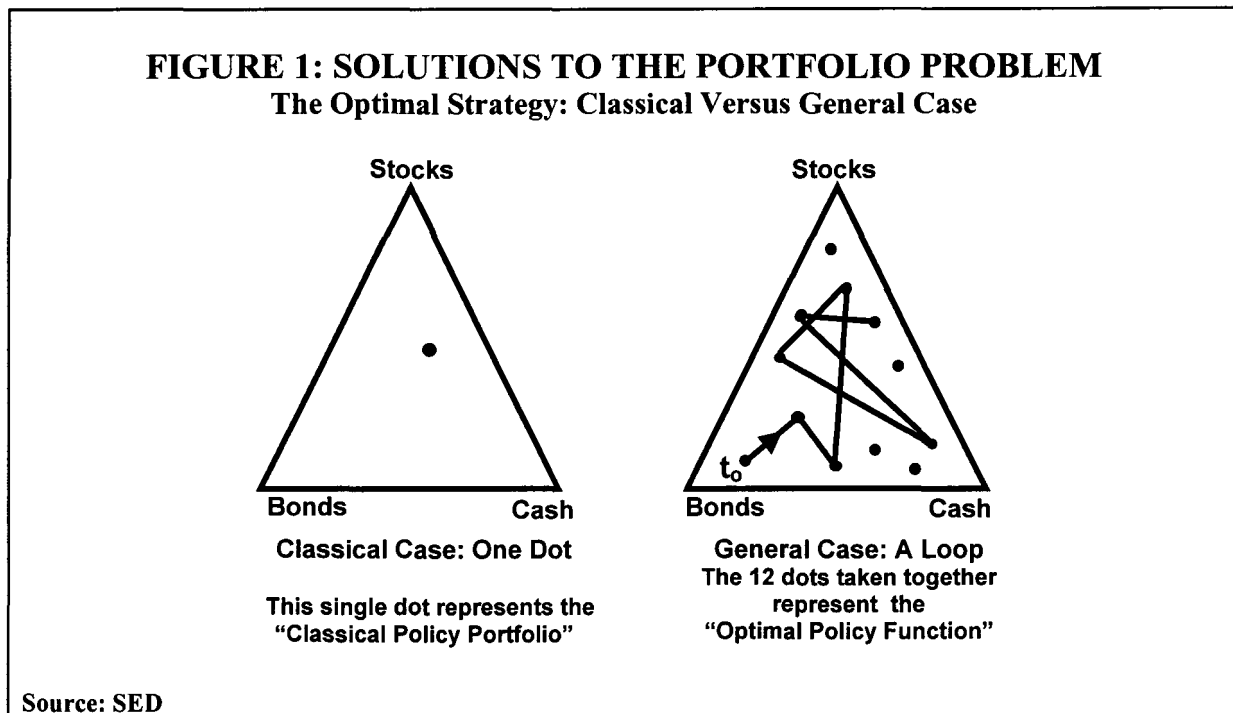 FIGURE 1: SOLUTIONS TO THE PORTFOLIO PROBLEM
The Optimal Strategy: Classical Versus General Case
Stocks
Bonds
Cash
Classical Case: One Dot
This single dot represents the
“Classical Policy Portfolio”
Stocks
to
Bonds
Cash
General Case: A Loop
The 12 dots taken together
represent the
“Optimal Policy Function”
Source: SED